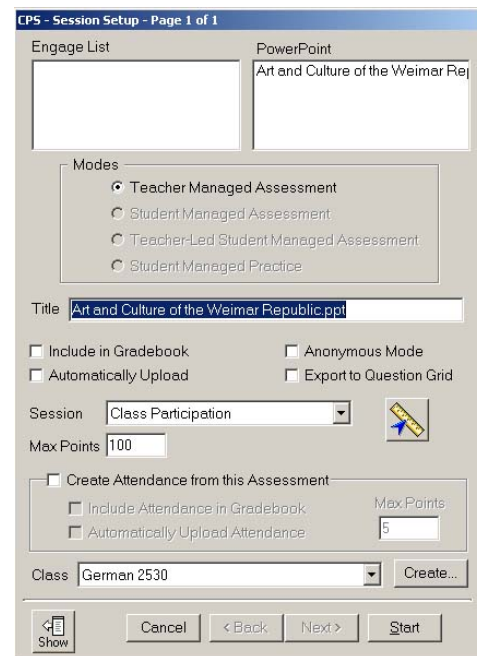 CPS - Session Setup - Page 1 of 1
Engage List
PowerPoint
Art and Culture of the Weimar Rep
Modes
Teacher Managed Assessment
Student Managed Assessment
Teacher-Led Student Managed Assessment
Student Managed Practice
Title Art and Culture of the Weimar Republic.ppt
Include in Gradebook Anonymous Mode
Automatically Upload Export to Question Grid
Session Class Participation
Max Points 100
Create Attendance from this Assessment
Include Attendance in Gradebook Max Points
Automatically Upload Attendance 5
Class German 2530 Create...
Show Cancel < Back Next > Start